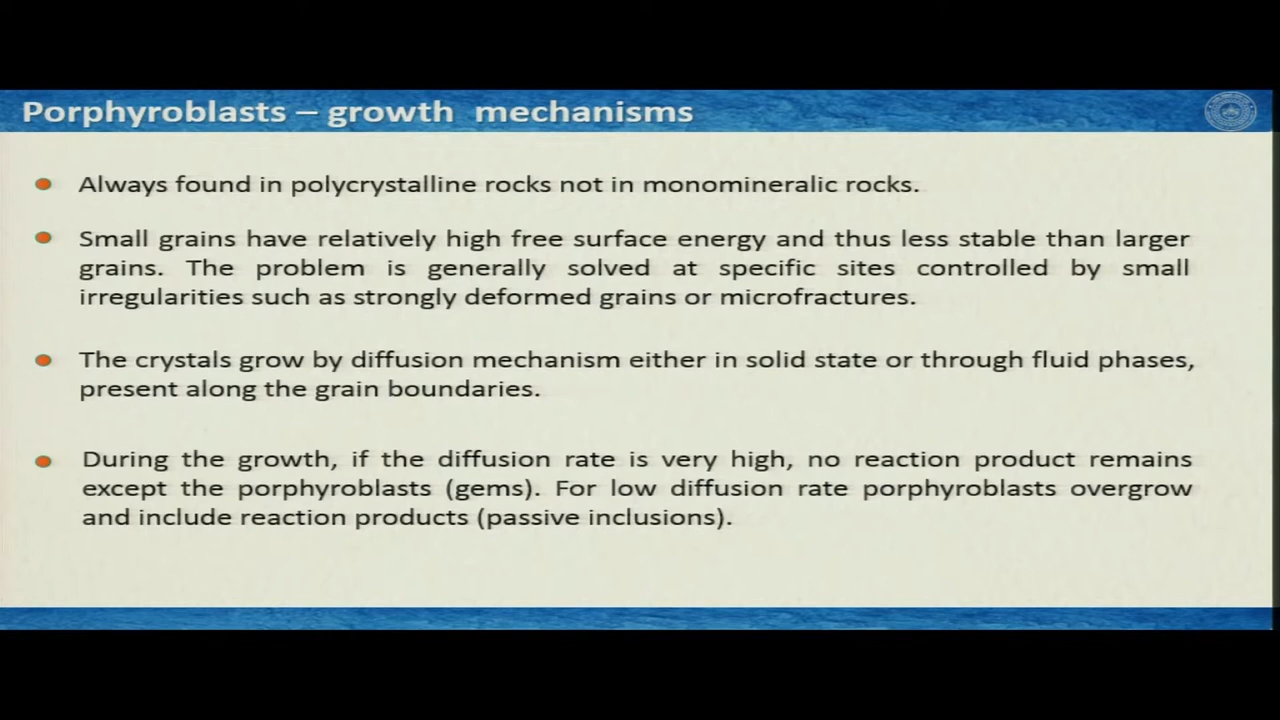 Porphyroblasts – growth mechanisms
Always found in polycrystalline rocks not in monomineralic rocks.
Small grains have relatively high free surface energy and thus less stable than larger
grains. The problem is generally solved at specific sites controlled by small
irregularities such as strongly deformed grains or microfractures.
The crystals grow by diffusion mechanism either in solid state or through fluid phases,
present along the grain boundaries.
During the growth, if the diffusion rate is very high, no reaction product remains
except the porphyroblasts (gems). For low diffusion rate porphyroblasts overgrow
and include reaction products (passive inclusions).